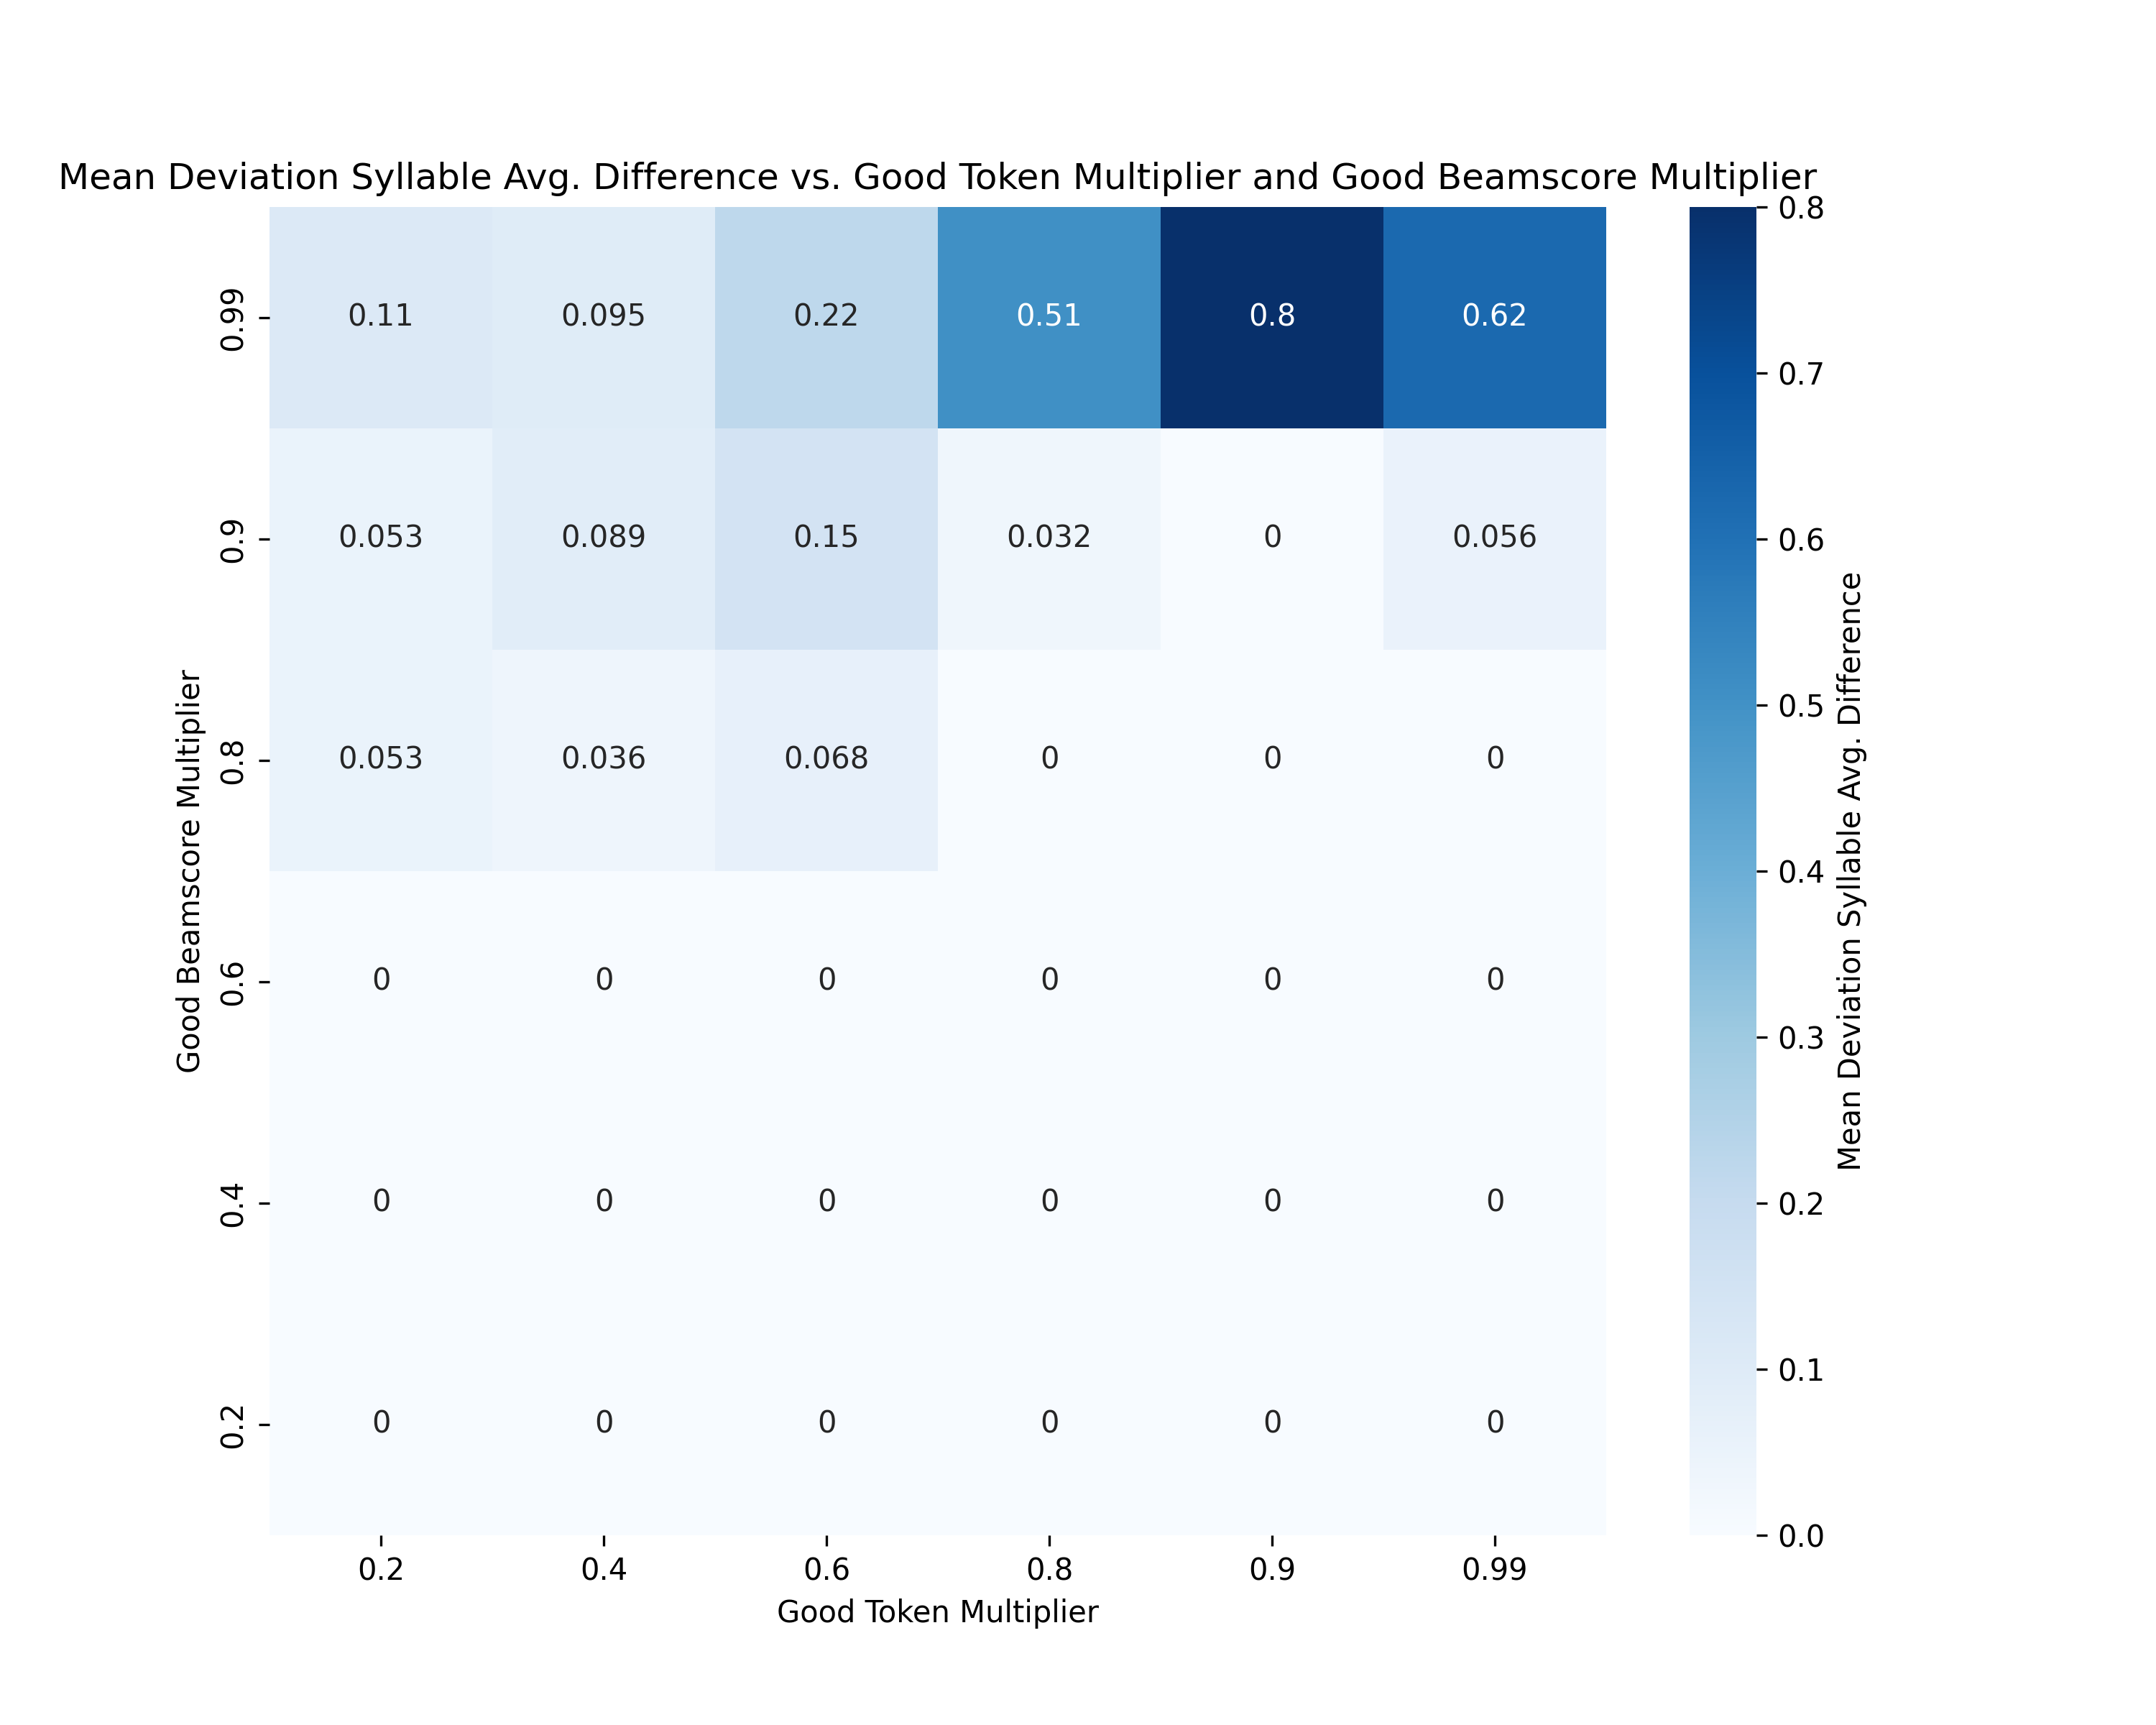 Mean Deviation Syllable Avg. Difference vs. Good Token Multiplier and Good Beamscore Multiplier
Good Beamscore Multiplier
0.99 0.11 0.095 0.22 0.51 0.8 0.62
0.9 0.053 0.089 0.15 0.032 0 0.056
0.8 0.053 0.036 0.068 0 0 0
0.6 0 0 0 0 0 0
0.4 0 0 0 0 0 0
0.2 0 0 0 0 0 0
0.2 0.4 0.6 0.8 0.9 0.99
Good Token Multiplier
0.8
0.7
0.6
0.5
0.4
0.3
0.2
0.1
0.0
Mean Deviation Syllable Avg. Difference